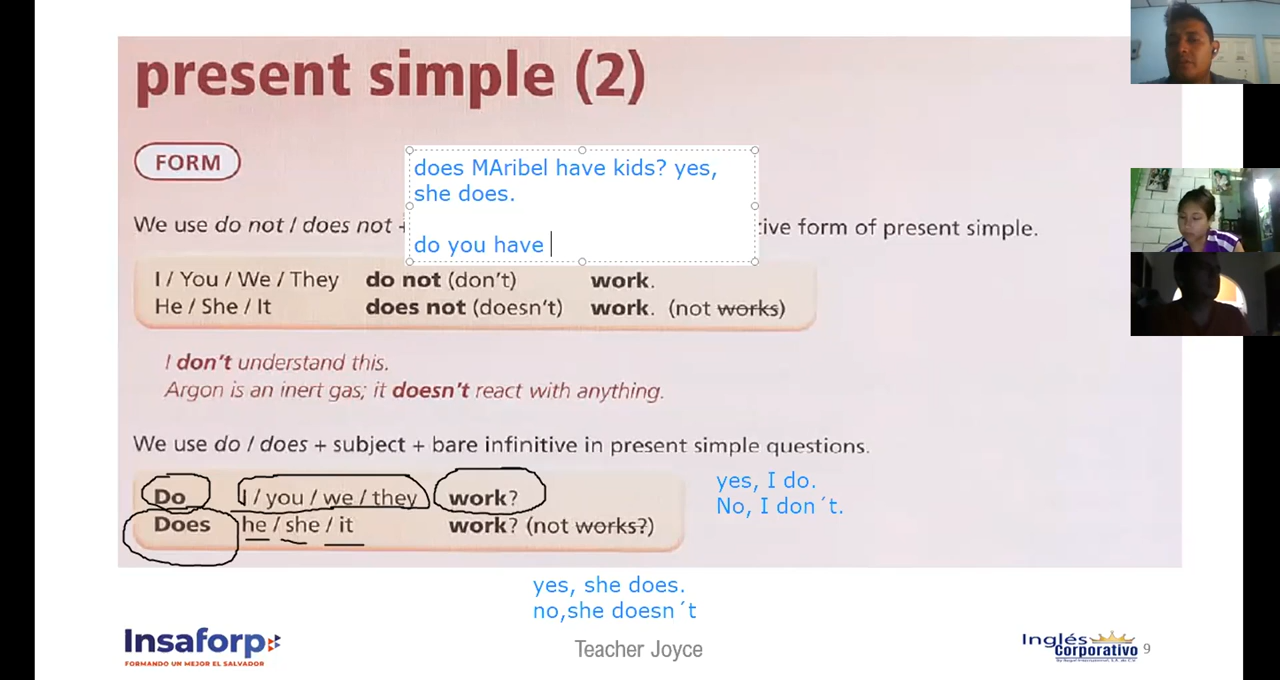 present simple (2)
FORM
does MAribel have kids? yes,
she does.
do you have
We use do not / does not +
ive form of present simple.
I / You / We / They do not (don't) work.
He / She / It does not (doesn't) work. (not works)
I don't understand this.
Argon is an inert gas; it doesn't react with anything.
We use do / does + subject + bare infinitive in present simple questions.
Do I / you / we / they work?
Does he / she / it work? (not works?)
yes, I do.
No, I don´t.
yes, she does.
no,she doesn´t
Insaforp
FORMANDO UN MEJOR EL SALVADOR
Teacher Joyce
Inglés
Corporativo
9